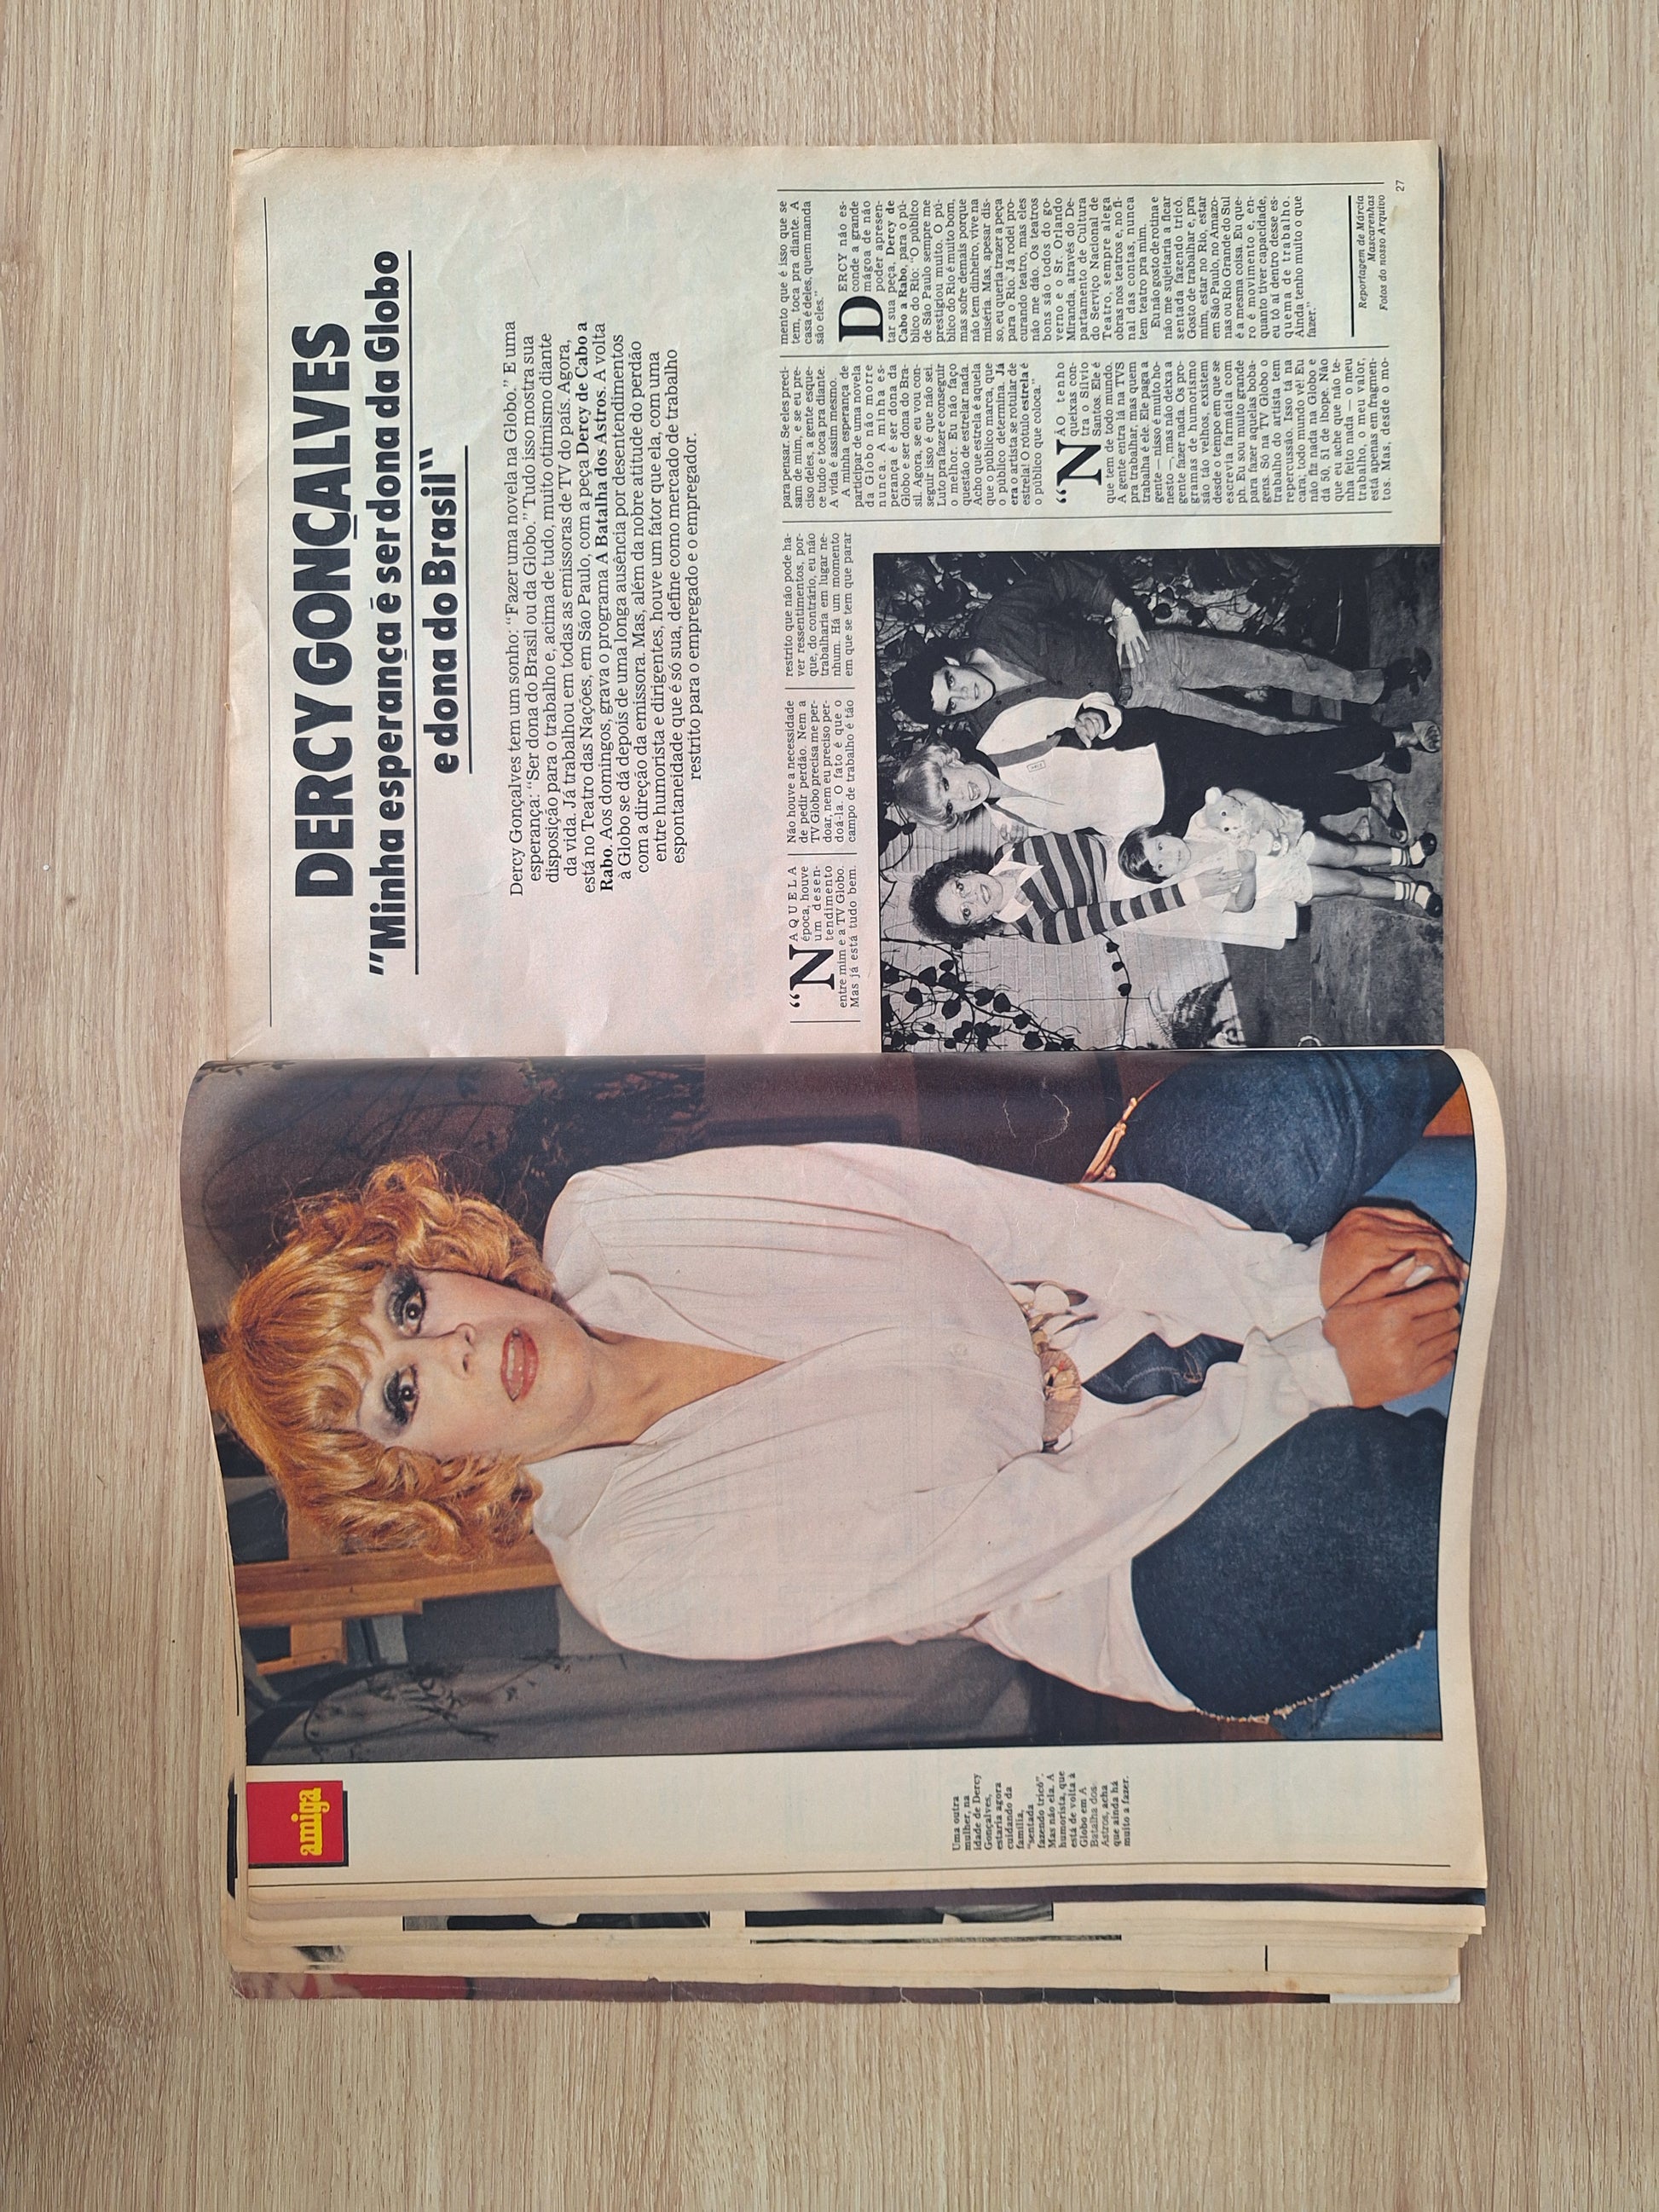 amiga
Uma outra
mulher, na
idade de Dercy
Gonçalves,
estaria agora
cuidando da
família,
"sentada
fazendo tricô".
Mas não ela. A
humorista, que
está de volta à
Globo em A
Batalha dos
Astros, acha
que ainda há
muito a fazer.
DERCY GONÇALVES
"Minha esperança é ser dona da Globo
e dona do Brasil"
Dercy Gonçalves tem um sonho: "Fazer uma novela na Globo." E uma
esperança: "Ser dona do Brasil ou da Globo." Tudo isso mostra sua
disposição para o trabalho e, acima de tudo, muito otimismo diante
da vida. Já trabalhou em todas as emissoras de TV do país. Agora,
está no Teatro das Nações, em São Paulo, com a peça Dercy de Cabo a
Rabo. Aos domingos, grava o programa A Batalha dos Astros. A volta
à Globo se dá depois de uma longa ausência por desentendimentos
com a direção da emissora. Mas, além da nobre atitude do perdão
entre humorista e dirigentes, houve um fator que ela, com uma
espontaneidade que é só sua, define como mercado de trabalho
restrito para o empregado e o empregador.
"NAQUELA
época, houve
um desen-
tendimento
entre mim e a TV Globo.
Mas já está tudo bem.
Não houve a necessidade
de pedir perdão. Nem a
TV Globo precisa me per-
doar, nem eu preciso per-
doá-la. O fato é que o
campo de trabalho é tão
restrito que não pode ha-
ver ressentimentos, por-
que, do contrário, eu não
trabalharia em lugar ne-
nhum. Há um momento
em que se tem que parar
para pensar. Se eles preci-
sam de mim, e se eu pre-
ciso deles, a gente esque-
ce tudo e toca pra diante.
A vida é assim mesmo.
A minha esperança de
participar de uma novela
da Globo não morre
nunca. A minha es-
perança é ser dona da
Globo e ser dona do Bra-
sil. Agora, se eu vou con-
seguir isso é que não sei.
Luto pra fazer e conseguir
o melhor. Eu não faço
questão de estrelar nada.
Acho que estrela é aquela
que o público marca, que
o público determina. Já
era o artista se rotular de
estrela! O rótulo estrela é
o público que coloca."
"NÃO tenho
queixas con-
tra o Sílvio
Santos. Ele é
que tem de todo mundo.
A gente entra lá na TVS
pra trabalhar, mas quem
trabalha é ele. Ele paga a
gente — nisso é muito ho-
nesto —, mas não deixa a
gente fazer nada. Os pro-
gramas de humorismo
são tão velhos, existem
desde o tempo em que se
escrevia farmácia com
ph. Eu sou muito grande
para fazer aquelas boba-
gens. Só na TV Globo o
trabalho do artista tem
repercussão. Isso tá na
cara, todo mundo vê! Eu
não fiz nada na Globo e
dá 50, 51 de Ibope. Não
que eu ache que não te-
nha feito nada — o meu
trabalho, o meu valor,
está apenas em fragmen-
tos. Mas, desde o mo-
mento que é isso que se
tem, toca pra diante. A
casa é deles, quem manda
são eles."
DERCY não es-
conde a grande
mágoa de não
poder apresen-
tar sua peça, Dercy de
Cabo a Rabo, para o pú-
blico do Rio: "O público
de São Paulo sempre me
prestigiou muito. O pú-
blico do Rio é muito bom,
mas sofre demais porque
não tem dinheiro, vive na
miséria. Mas, apesar dis-
so, eu queria trazer a peça
para o Rio. Já rodei pro-
curando teatro, mas eles
não me dão. Os teatros
bons são todos do go-
verno e o Sr. Orlando
Miranda, através do De-
partamento de Cultura
do Serviço Nacional de
Teatro, sempre alega
obras nos teatros e, no fi-
nal das contas, nunca
tem teatro pra mim.
Eu não gosto de rotina e
não me sujeitaria a ficar
sentada fazendo tricô.
Gosto de trabalhar e, pra
mim, estar no Rio, estar
em São Paulo, no Amazo-
nas ou Rio Grande do Sul
é a mesma coisa. Eu que-
ro é movimento e, en-
quanto tiver capacidade,
eu tô aí dentro desse es-
quema de trabalho.
Ainda tenho muito o que
fazer."
Reportagem de Márcia
Mascarenhas
Fotos do nosso Arquivo
27